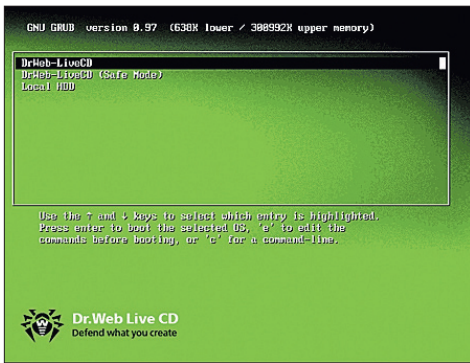 GNU GRUB version 0.97 (638K lower / 300992K upper memory)
DrWeb-LiveCD
DrWeb-LiveCD (Safe Mode)
Local HDD
Use the ↑ and ↓ keys to select which entry is highlighted.
Press enter to boot the selected OS, 'e' to edit the
commands before booting, or 'c' for a command-line.
Dr.Web Live CD
Defend what you create